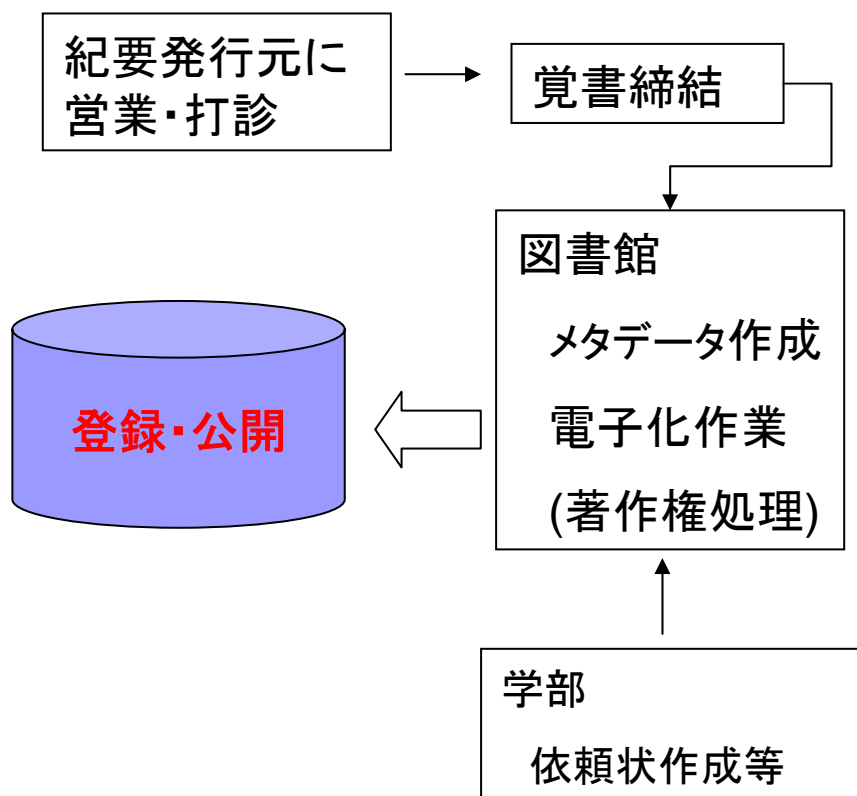 紀要発行元に
営業・打診
覚書締結
図書館
メタデータ作成
電子化作業
(著作権処理)
登録・公開
学部
依頼状作成等